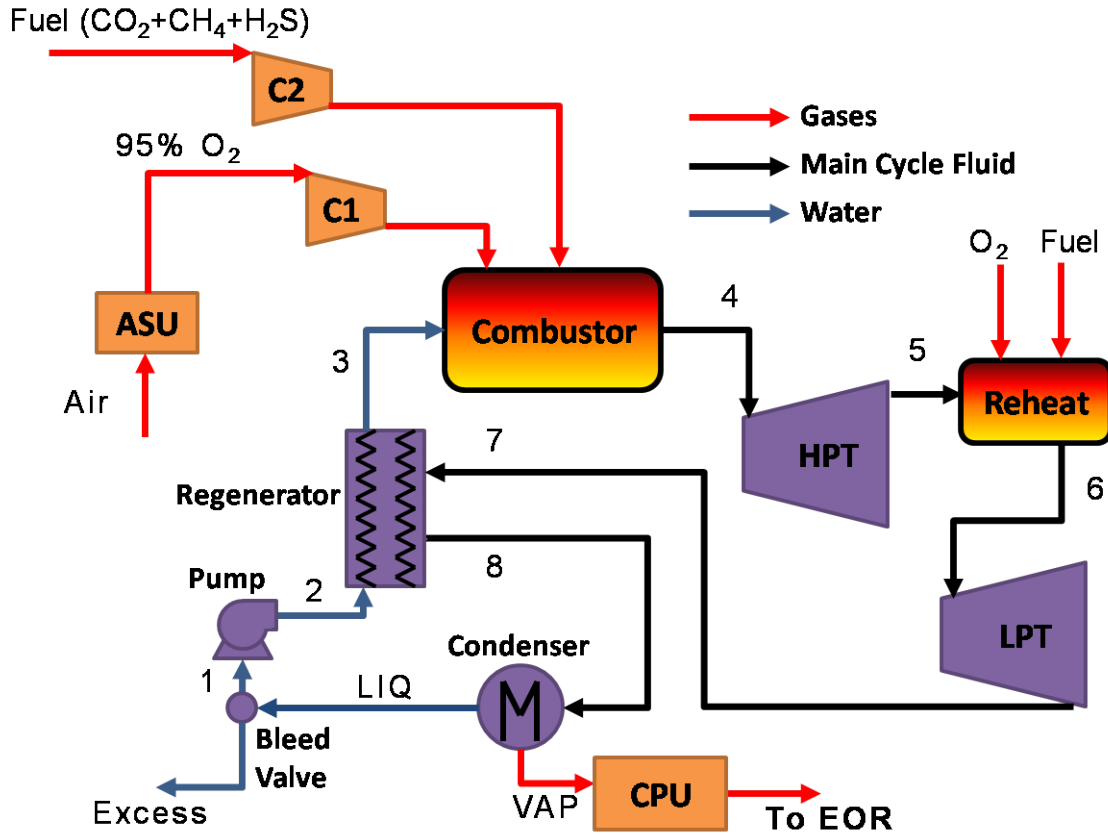 Fuel (CO₂+CH₄+H₂S)
C2
95% O₂
C1
Gases
Main Cycle Fluid
Water
O₂
Fuel
ASU
Air
Combustor
3
4
5
Reheat
HPT
6
7
Regenerator
8
Pump
2
LPT
Condenser
1
LIQ
Bleed
Valve
Excess
VAP
CPU
To EOR